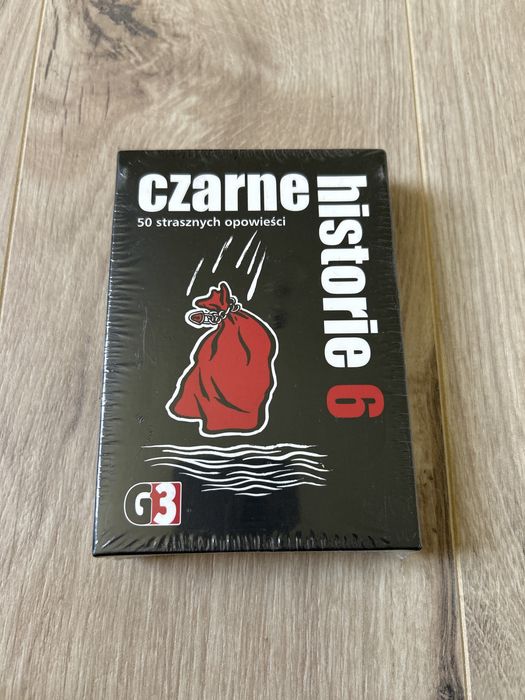 czarne
historie 6
50 strasznych opowieści
G3